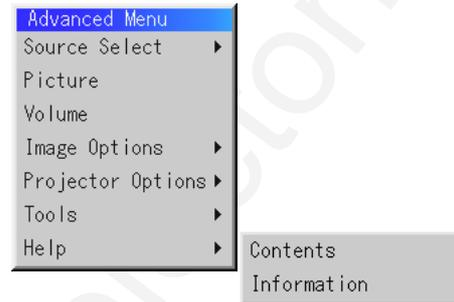 Advanced Menu
Source Select
Picture
Volume
Image Options
Projector Options
Tools
Help
Contents
Information